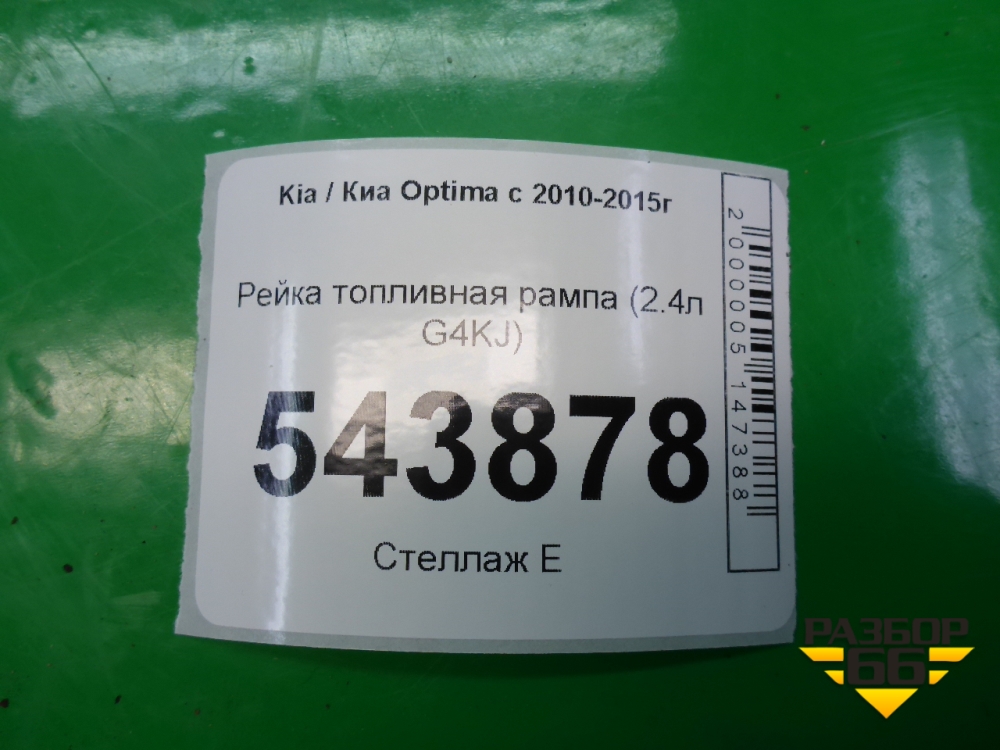 Kia / Киа Optima с 2010-2015г
Рейка топливная рампа (2.4л
G4KJ)
543878
Стеллаж Е
2000005147388
РАЗБОР
66